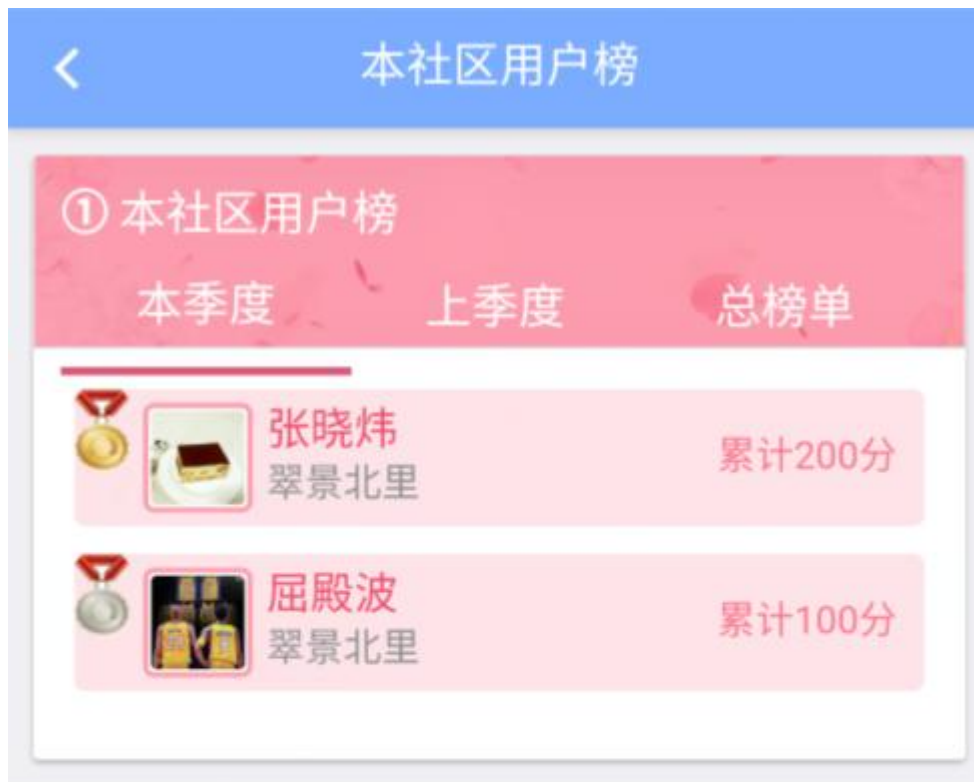 本社区用户榜
① 本社区用户榜
本季度 上季度 总榜单
张晓炜
翠景北里
累计200分
屈殿波
翠景北里
累计100分